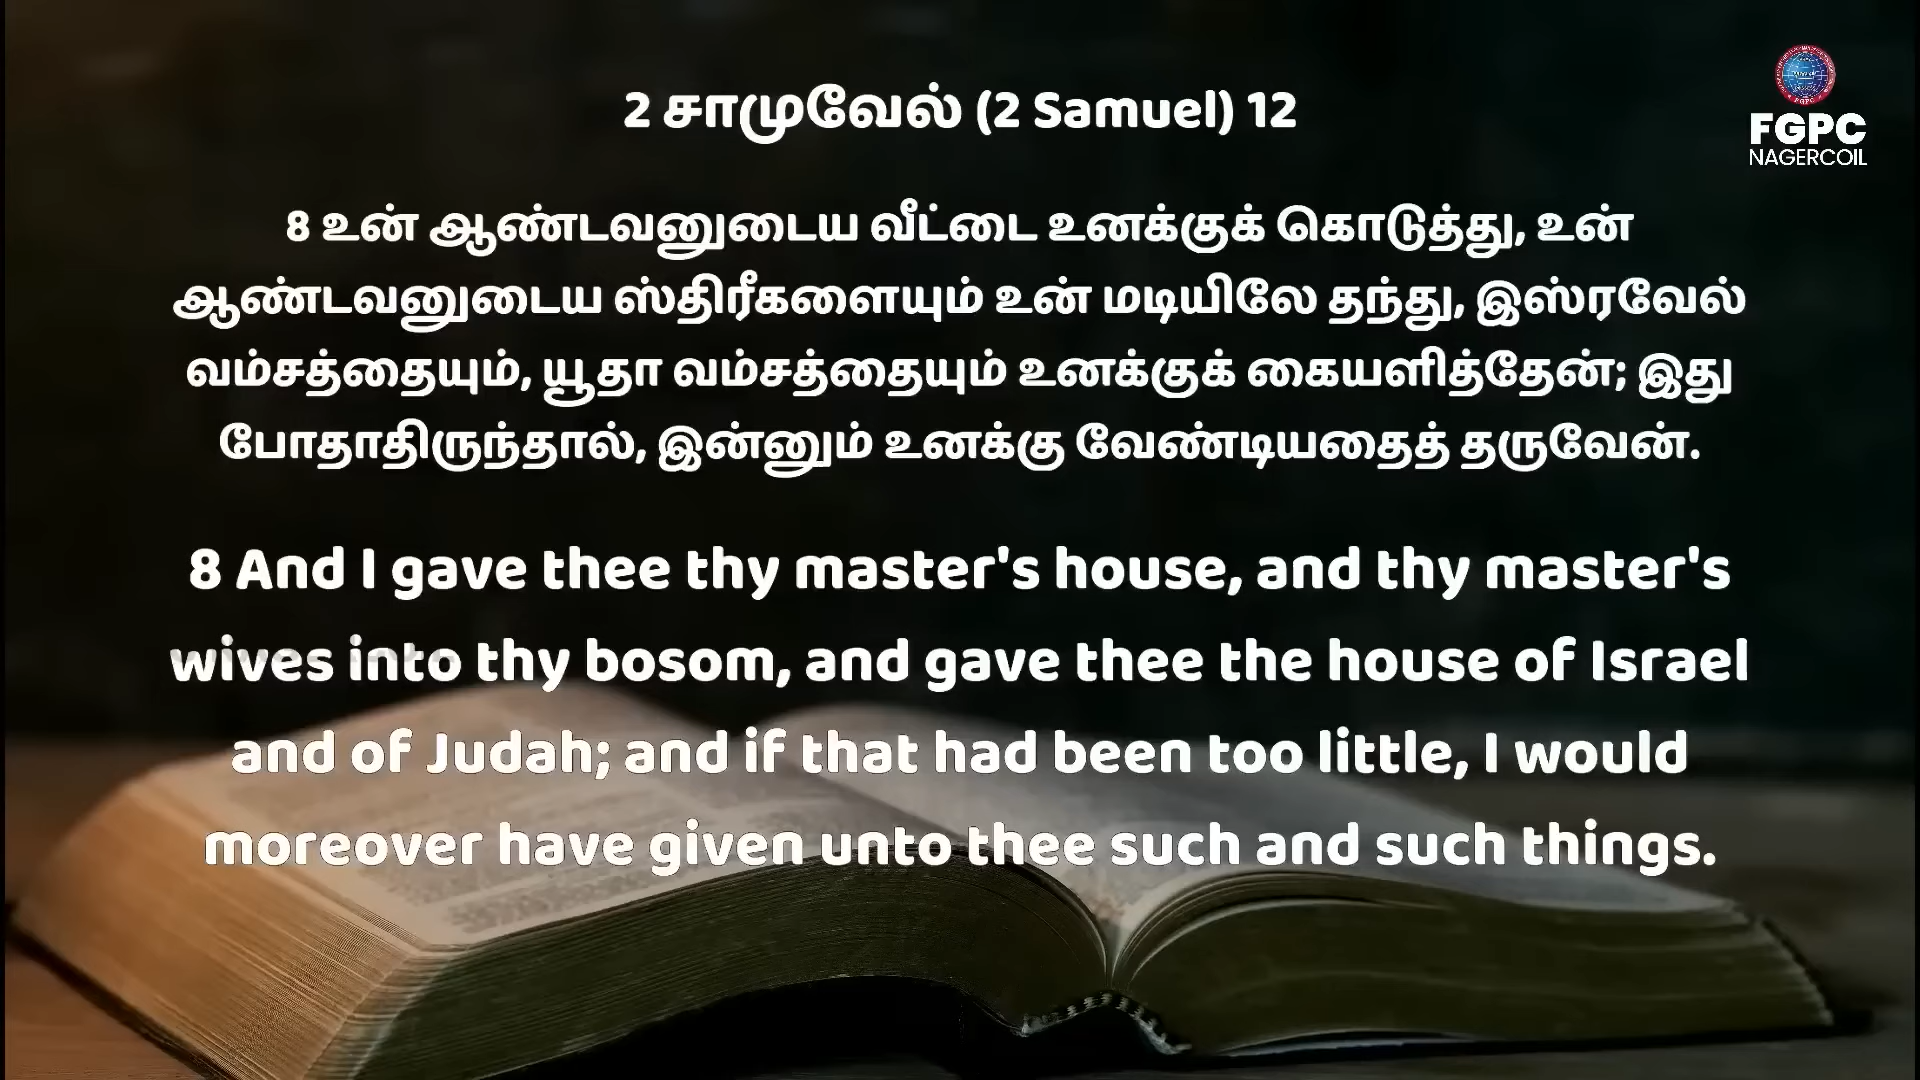 2 சாமுவேல் (2 Samuel) 12
FGPC
NAGERCOIL
8 உன் ஆண்டவனுடைய வீட்டை உனக்குக் கொடுத்து, உன்
ஆண்டவனுடைய ஸ்திரீகளையும் உன் மடியிலே தந்து, இஸ்ரவேல்
வம்சத்தையும், யூதா வம்சத்தையும் உனக்குக் கையளித்தேன்; இது
போதாதிருந்தால், இன்னும் உனக்கு வேண்டியதைத் தருவேன்.
8 And I gave thee thy master's house, and thy master's
wives into thy bosom, and gave thee the house of Israel
and of Judah; and if that had been too little, I would
moreover have given unto thee such and such things.